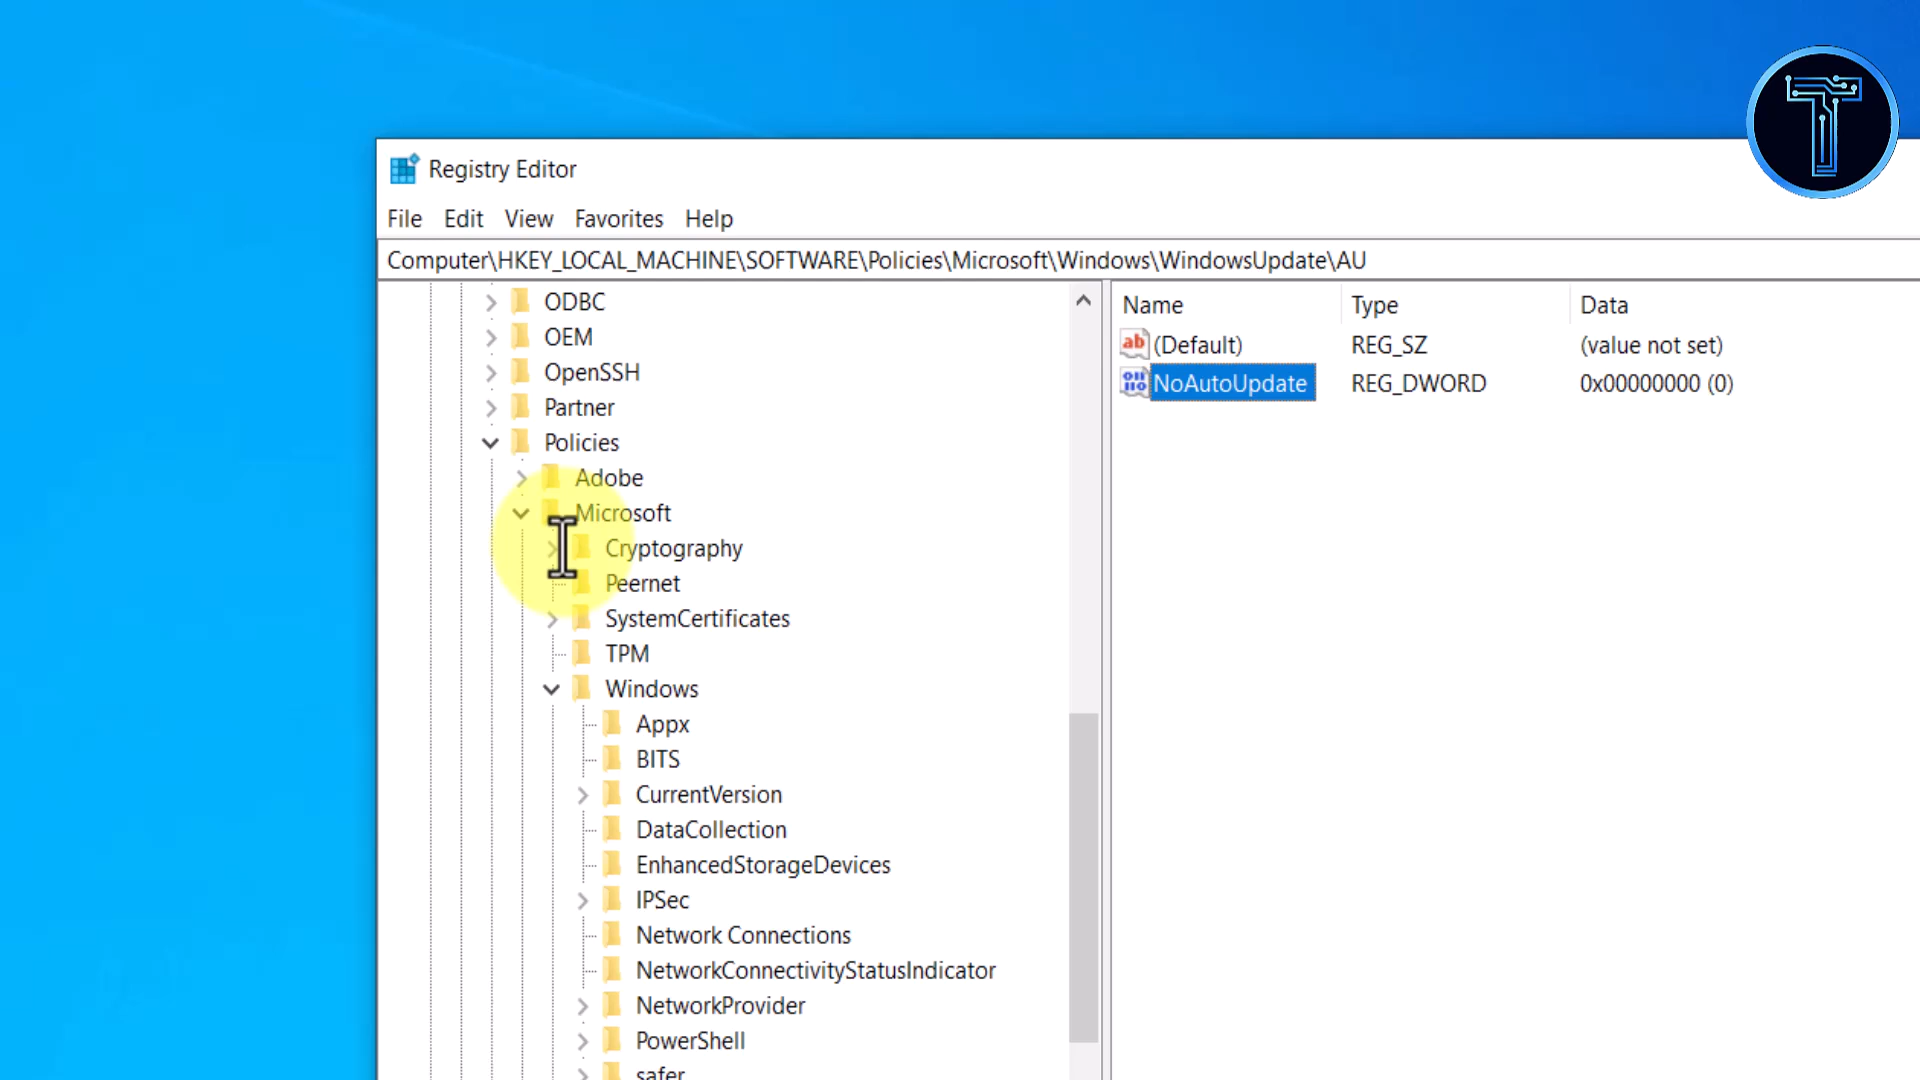 Registry Editor
File Edit View Favorites Help
Computer\HKEY_LOCAL_MACHINE\SOFTWARE\Policies\Microsoft\Windows\WindowsUpdate\AU
ODBC
OEM
OpenSSH
Partner
Policies
Adobe
Microsoft
Cryptography
Peernet
SystemCertificates
TPM
Windows
Appx
BITS
CurrentVersion
DataCollection
EnhancedStorageDevices
IPSec
Network Connections
NetworkConnectivityStatusIndicator
NetworkProvider
PowerShell
safer
Name Type Data
(Default) REG_SZ (value not set)
NoAutoUpdate REG_DWORD 0x00000000 (0)